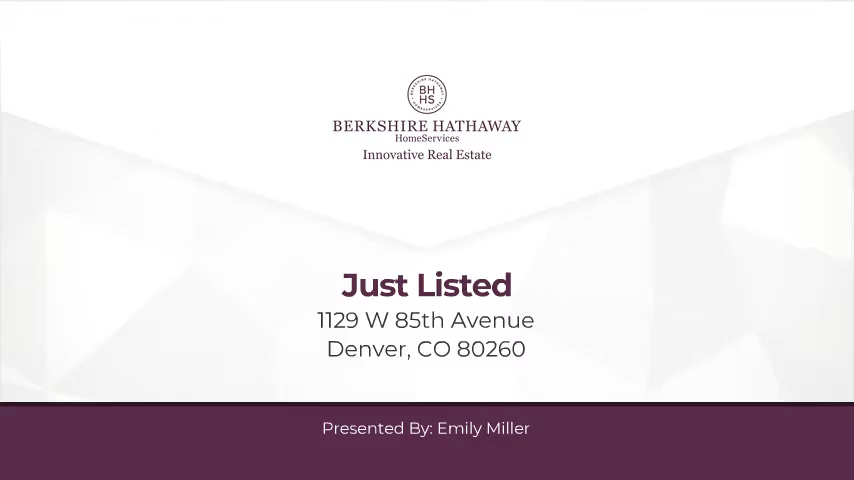 BH
HS
BERKSHIRE HATHAWAY
HomeServices
Innovative Real Estate
Just Listed
1129 W 85th Avenue
Denver, CO 80260
Presented By: Emily Miller